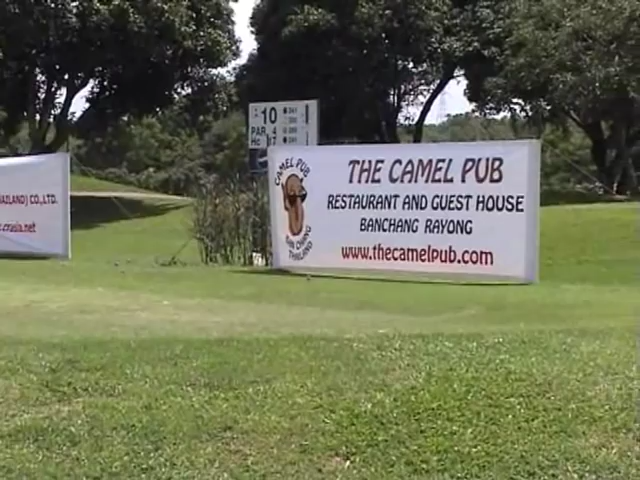 10
PAR 4
Hc 17
THE CAMEL PUB
RESTAURANT AND GUEST HOUSE
BANCHANG RAYONG
WWW.THECAMELPUB.COM
CAMEL PUB
BAN CHANG
THAILAND
CO., LTD.